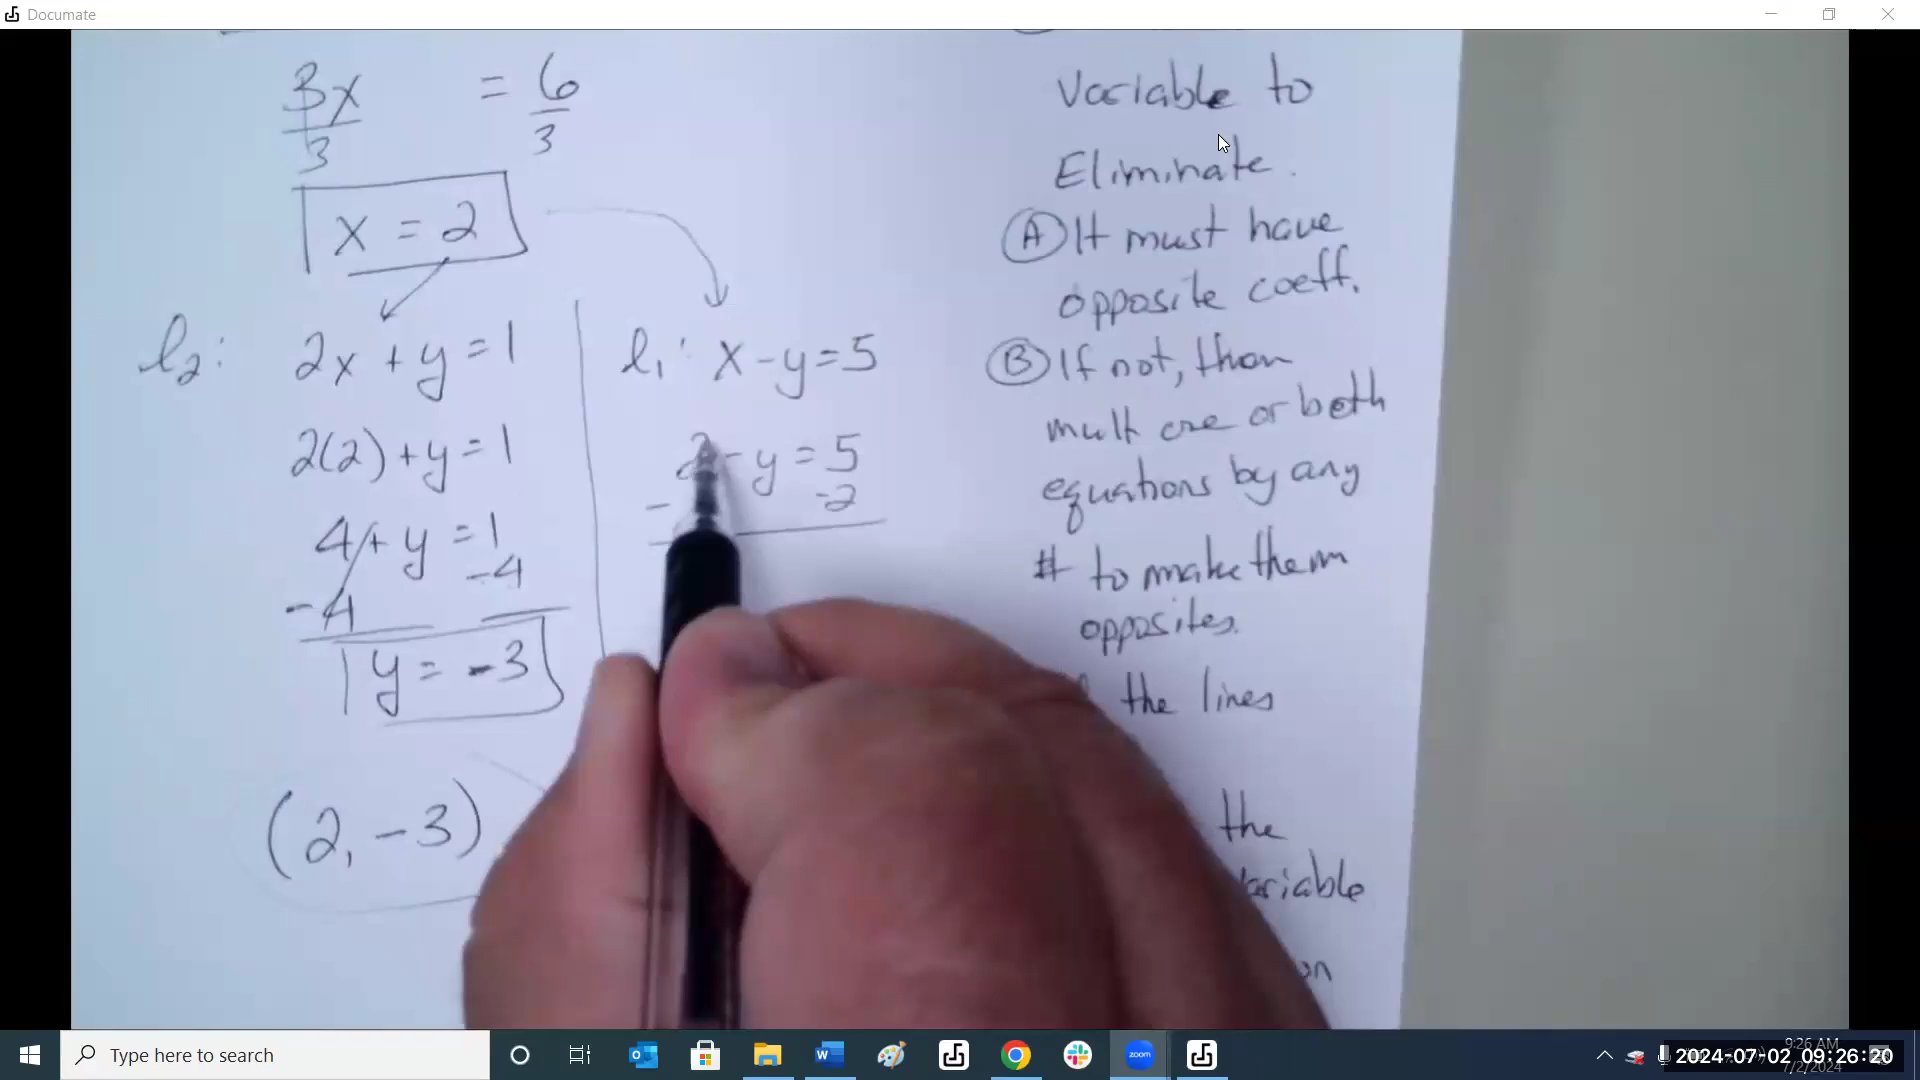 Documate
3x = 6
3 3
x = 2
l2: 2x + y = 1
2(2) + y = 1
4 + y = 1
-4 -4
y = -3
(2, -3)
l1: x - y = 5
2 - y = 5
- -2
Variable to
Eliminate.
(A) It must have
opposite coeff.
(B) If not, then
mult one or both
equations by any
# to make them
opposites.
the lines
the
variable
Type here to search
zoom
9:26 AM
7/2/2024
2024-07-02 09:26:20